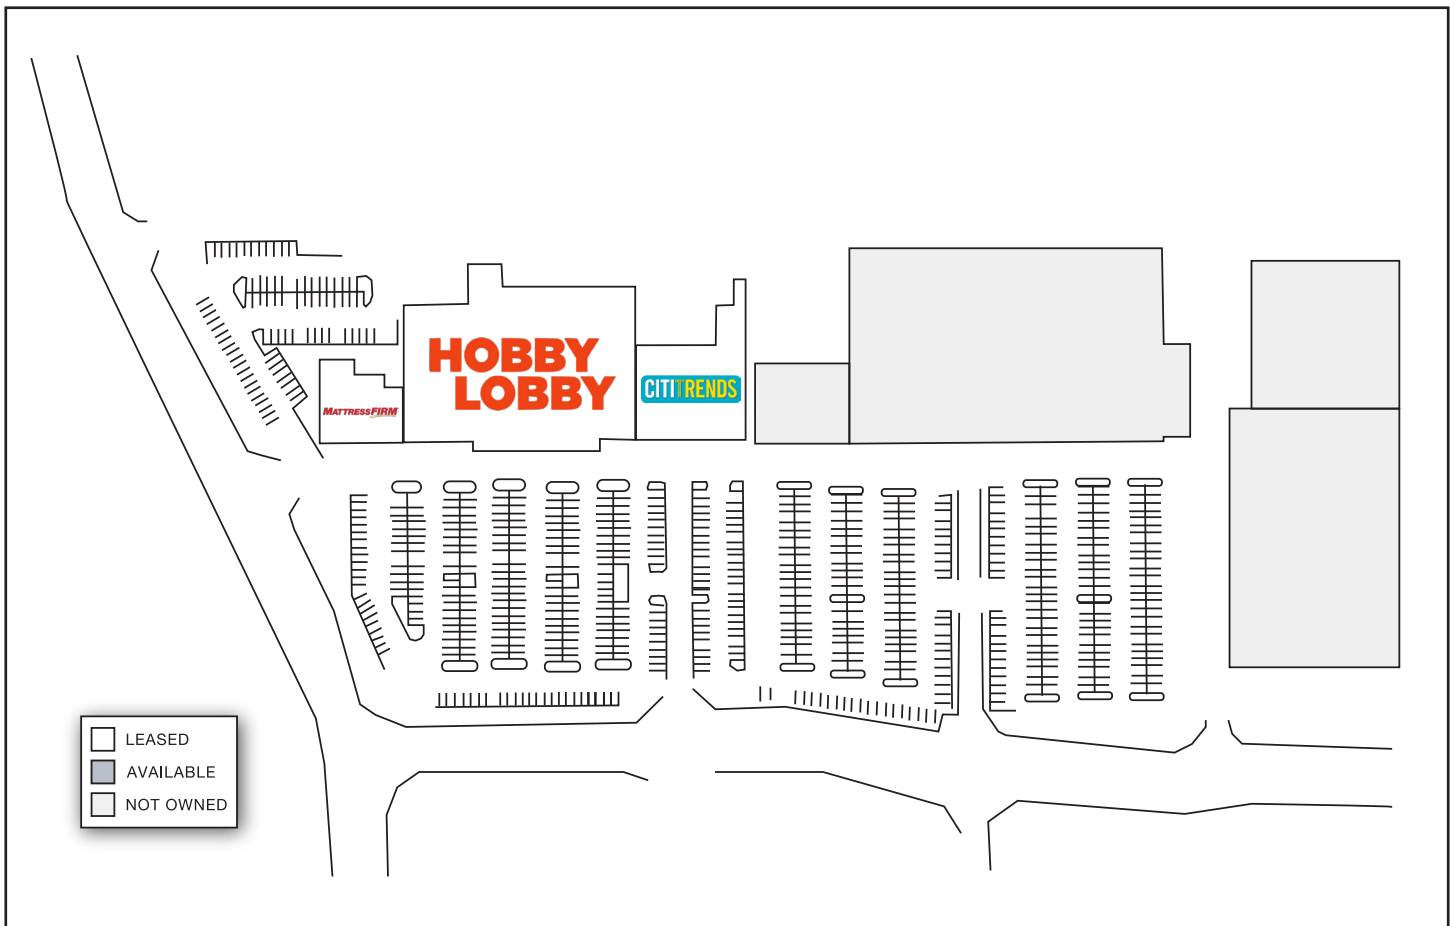 HOBBY
LOBBY
CITITRENDS
MATTRESSFIRM
LEASED
AVAILABLE
NOT OWNED